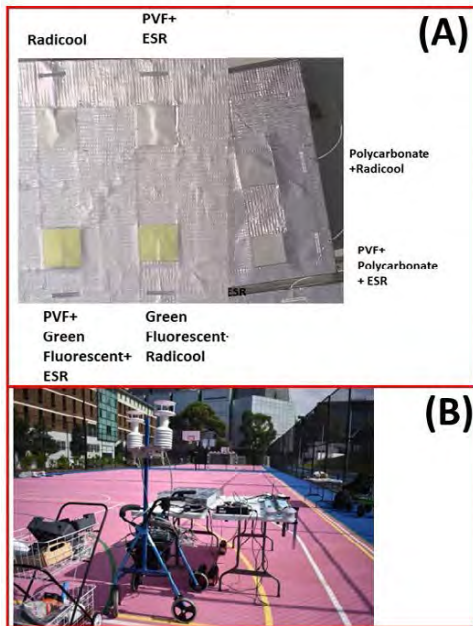 Radicool
PVF+
ESR
(A)
Polycarbonate
+Radicool
PVF+
Polycarbonate
+ ESR
ESR
PVF+
Green
Fluorescent+
ESR
Green
Fluorescent-
Radicool
(B)